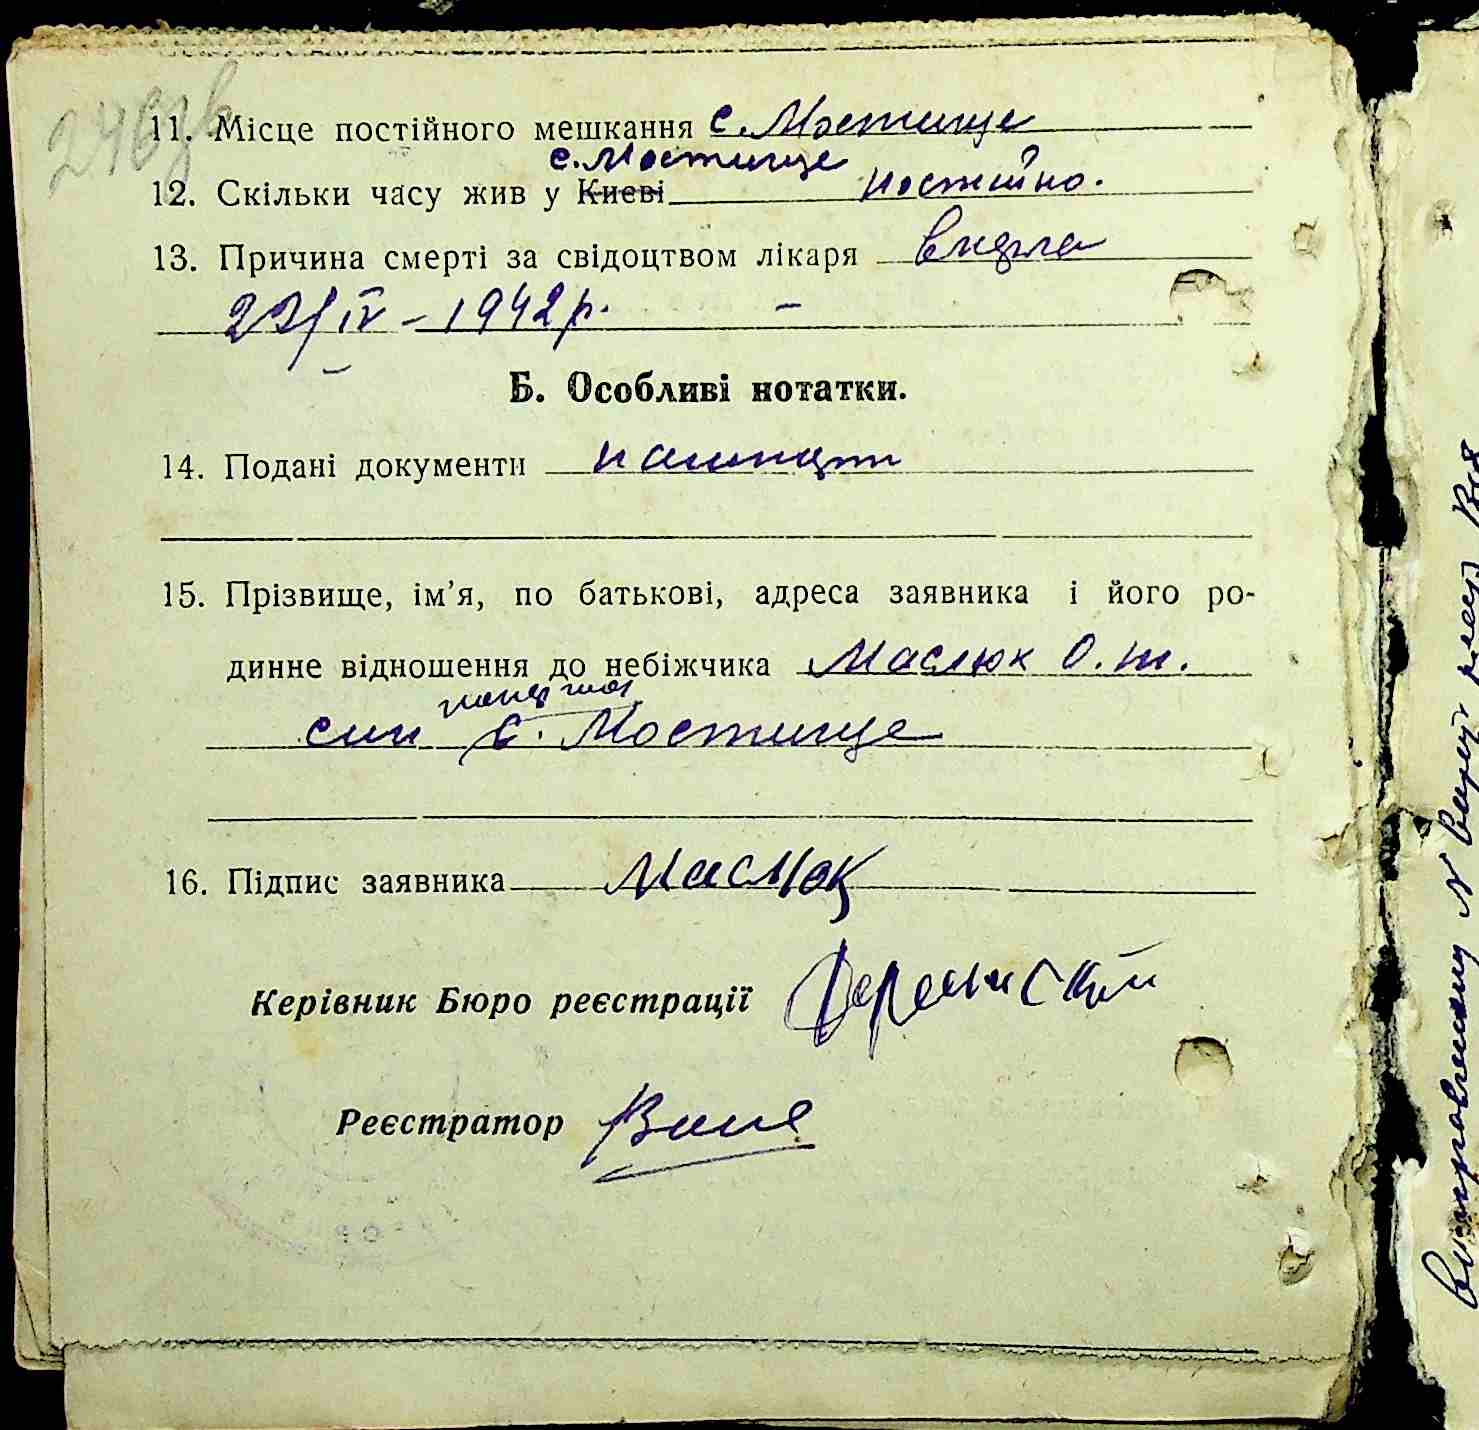 11. Місце постійного мешкання с. Мостище
с. Мостище
12. Скільки часу жив у Києві постійно.
13. Причина смерті за свідоцтвом лікаря
1942 р. –
Б. Особливі нотатки.
14. Подані документи пашпорт
15. Прізвище, ім'я, по батькові, адреса заявника і його ро-
динне відношення до небіжчика Маслюк О. т.
син с. Мостище
16. Підпис заявника Маслюк
Керівник Бюро реєстрації
Реєстратор